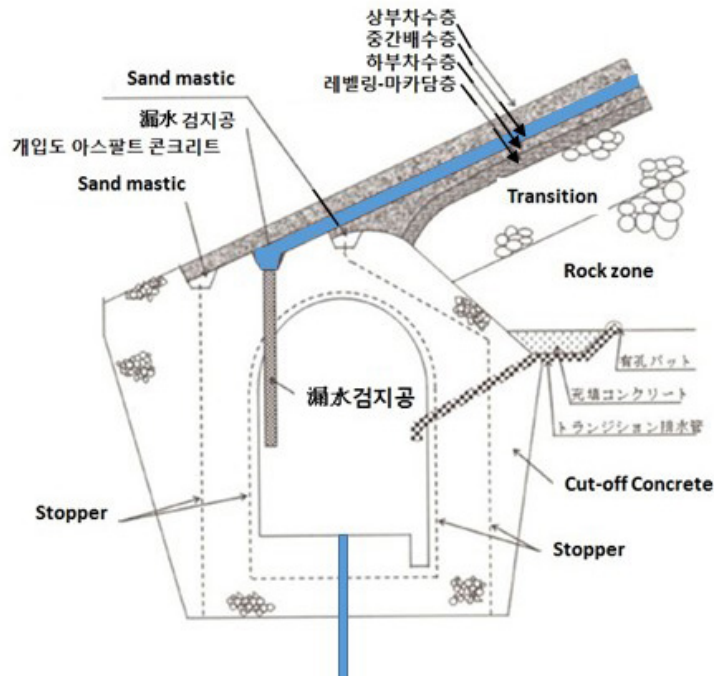 상부차수층
중간배수층
하부차수층
레벨링-마카담층
Sand mastic
漏水 검지공
개입도 아스팔트 콘크리트
Sand mastic
Transition
Rock zone
有孔パット
充填コンクリート
トランジション排水管
漏水검지공
Cut-off Concrete
Stopper
Stopper